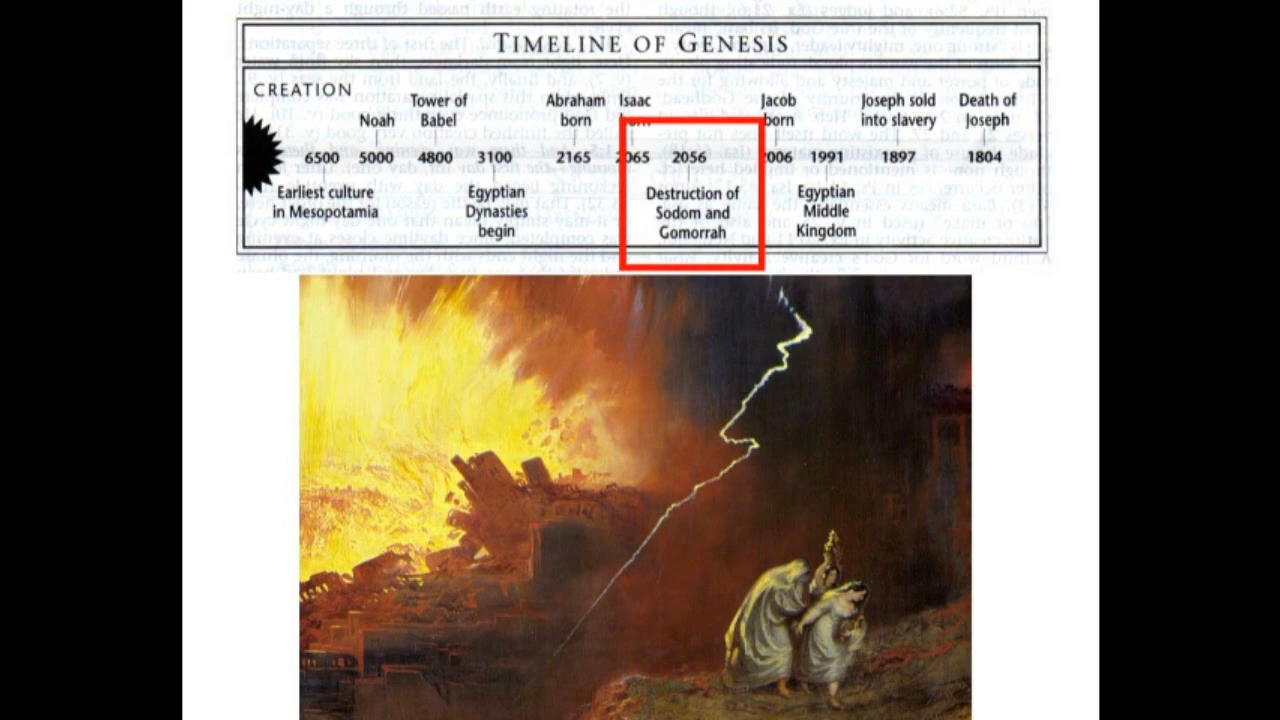 TIMELINE OF GENESIS
CREATION
Noah
Tower of
Babel
Abraham
born
Isaac
Jacob
born
Joseph sold
into slavery
Death of
Joseph
6500 5000 4800 3100 2165 2065 2056 2006 1991 1897 1804
Earliest culture
in Mesopotamia
Egyptian
Dynasties
begin
Destruction of
Sodom and
Gomorrah
Egyptian
Middle
Kingdom